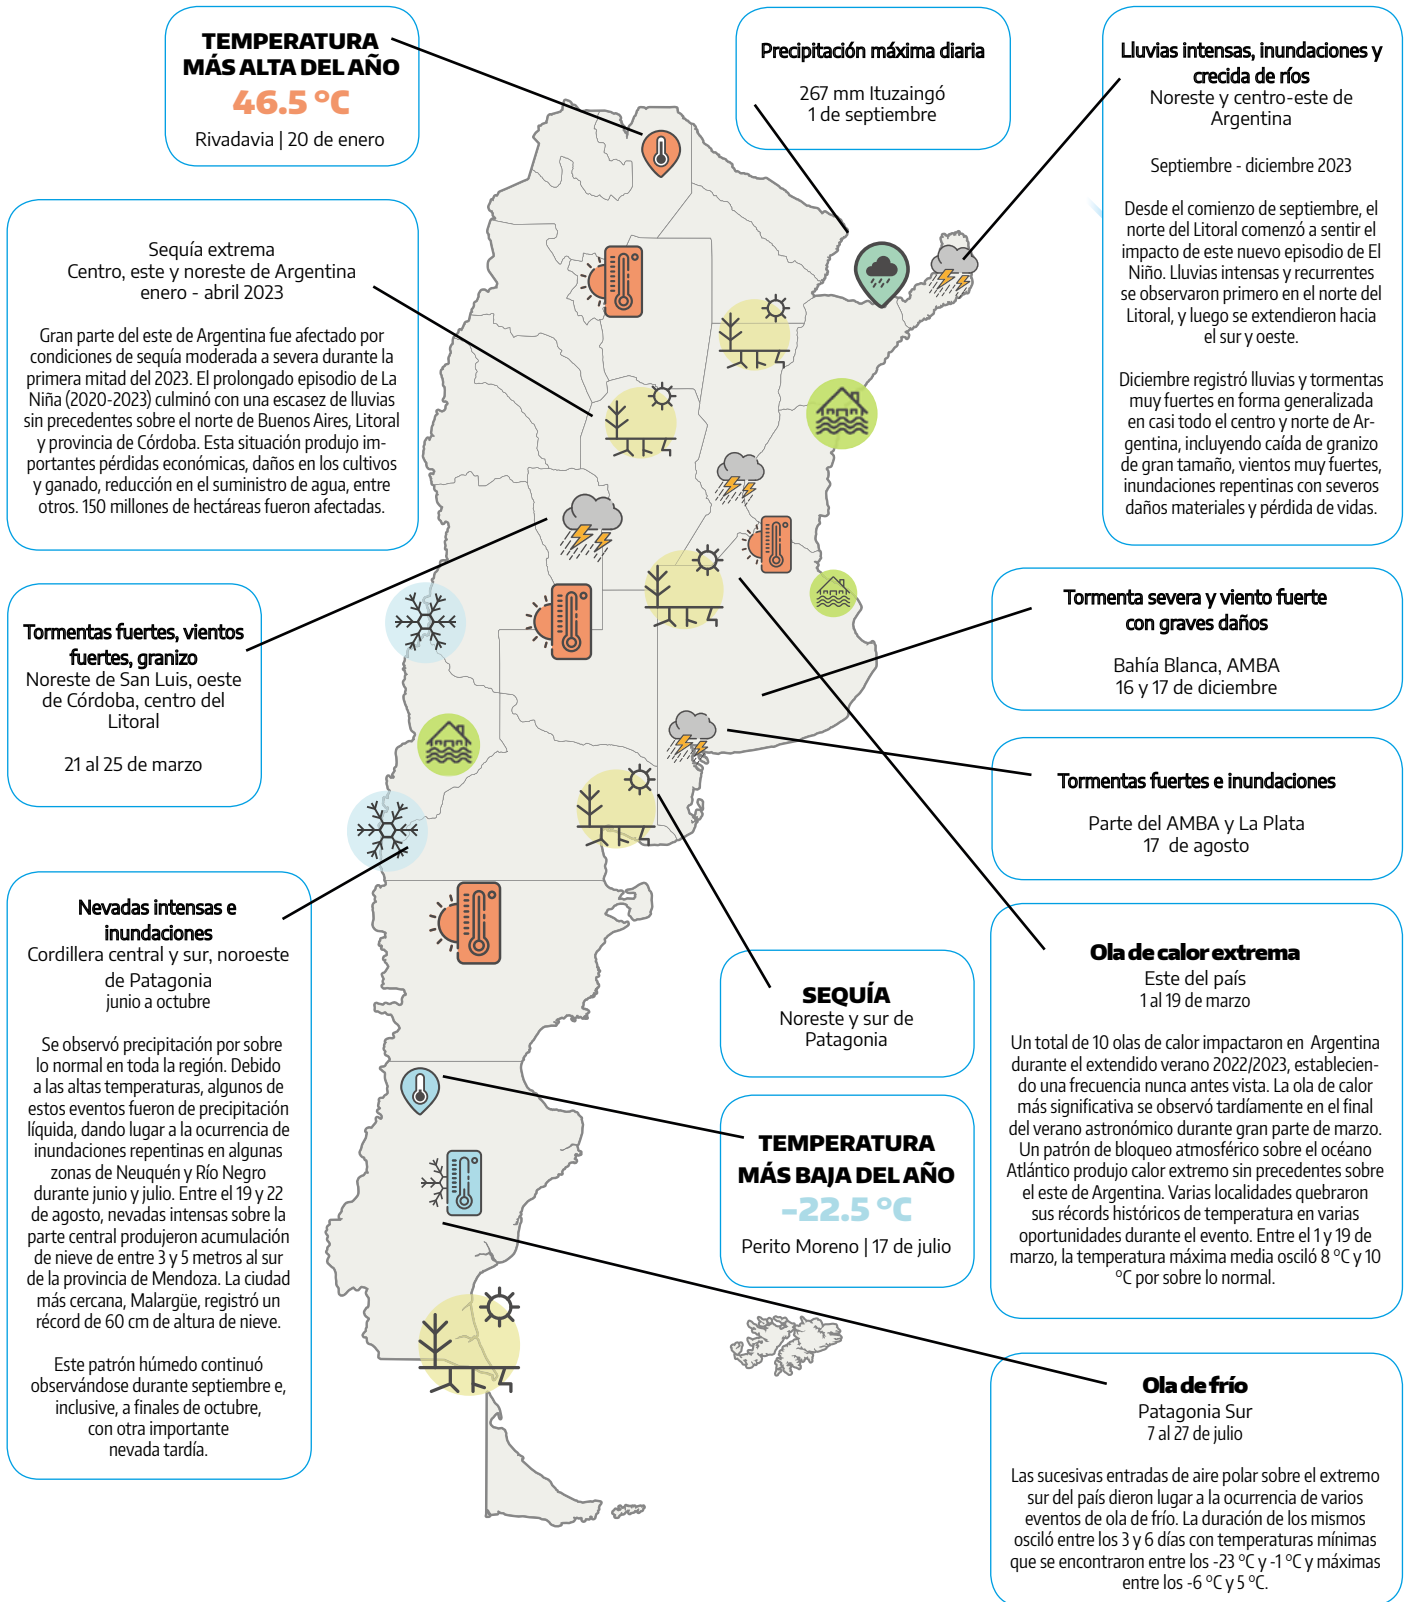 TEMPERATURA
MÁS ALTA DEL AÑO
46.5 °C
Rivadavia | 20 de enero
Precipitación máxima diaria
267 mm Ituzaingó
1 de septiembre
Lluvias intensas, inundaciones y
crecida de ríos
Noreste y centro-este de
Argentina
Septiembre - diciembre 2023
Desde el comienzo de septiembre, el
norte del Litoral comenzó a sentir el
impacto de este nuevo episodio de El
Niño. Lluvias intensas y recurrentes
se observaron primero en el norte del
Litoral, y luego se extendieron hacia
el sur y oeste.
Diciembre registró lluvias y tormentas
muy fuertes en forma generalizada
en casi todo el centro y norte de Ar-
gentina, incluyendo caída de granizo
de gran tamaño, vientos muy fuertes,
inundaciones repentinas con severos
daños materiales y pérdida de vidas.
Sequía extrema
Centro, este y noreste de Argentina
enero - abril 2023
Gran parte del este de Argentina fue afectado por
condiciones de sequía moderada a severa durante la
primera mitad del 2023. El prolongado episodio de La
Niña (2020-2023) culminó con una escasez de lluvias
sin precedentes sobre el norte de Buenos Aires, Litoral
y provincia de Córdoba. Esta situación produjo im-
portantes pérdidas económicas, daños en los cultivos
y ganado, reducción en el suministro de agua, entre
otros. 150 millones de hectáreas fueron afectadas.
Tormentas fuertes, vientos
fuertes, granizo
Noreste de San Luis, oeste
de Córdoba, centro del
Litoral
21 al 25 de marzo
Tormenta severa y viento fuerte
con graves daños
Bahía Blanca, AMBA
16 y 17 de diciembre
Tormentas fuertes e inundaciones
Parte del AMBA y La Plata
17 de agosto
Nevadas intensas e
inundaciones
Cordillera central y sur, noroeste
de Patagonia
junio a octubre
Se observó precipitación por sobre
lo normal en toda la región. Debido
a las altas temperaturas, algunos de
estos eventos fueron de precipitación
líquida, dando lugar a la ocurrencia de
inundaciones repentinas en algunas
zonas de Neuquén y Río Negro
durante junio y julio. Entre el 19 y 22
de agosto, nevadas intensas sobre la
parte central produjeron acumulación
de nieve de entre 3 y 5 metros al sur
de la provincia de Mendoza. La ciudad
más cercana, Malargüe, registró un
récord de 60 cm de altura de nieve.
Este patrón húmedo continuó
observándose durante septiembre e,
inclusive, a finales de octubre,
con otra importante
nevada tardía.
SEQUÍA
Noreste y sur de
Patagonia
TEMPERATURA
MÁS BAJA DEL AÑO
-22.5 °C
Perito Moreno | 17 de julio
Ola de calor extrema
Este del país
1 al 19 de marzo
Un total de 10 olas de calor impactaron en Argentina
durante el extendido verano 2022/2023, establecien-
do una frecuencia nunca antes vista. La ola de calor
más significativa se observó tardíamente en el final
del verano astronómico durante gran parte de marzo.
Un patrón de bloqueo atmosférico sobre el océano
Atlántico produjo calor extremo sin precedentes sobre
el este de Argentina. Varias localidades quebraron
sus récords históricos de temperatura en varias
oportunidades durante el evento. Entre el 1 y 19 de
marzo, la temperatura máxima media osciló 8 °C y 10
°C por sobre lo normal.
Ola de frío
Patagonia Sur
7 al 27 de julio
Las sucesivas entradas de aire polar sobre el extremo
sur del país dieron lugar a la ocurrencia de varios
eventos de ola de frío. La duración de los mismos
osciló entre los 3 y 6 días con temperaturas mínimas
que se encontraron entre los -23 °C y -1 °C y máximas
entre los -6 °C y 5 °C.